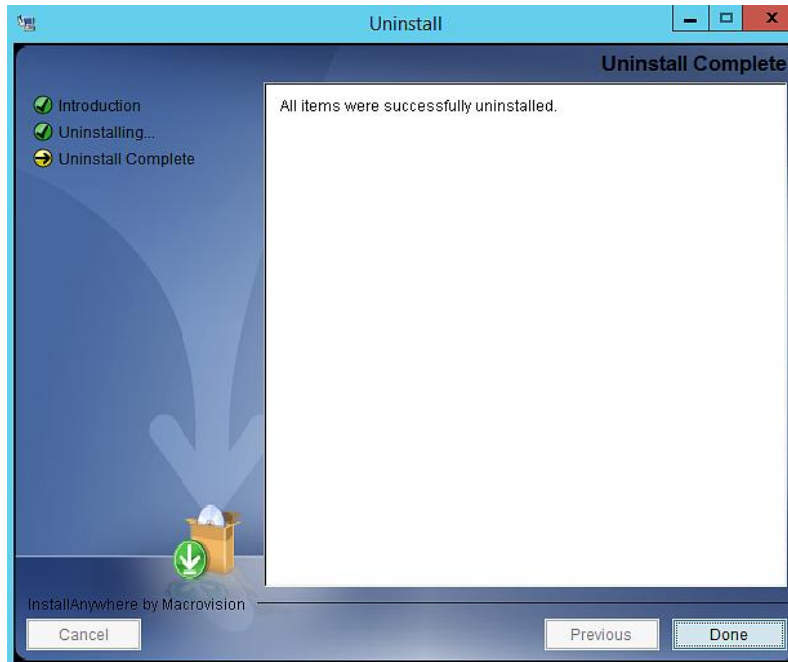 Uninstall
Uninstall Complete
Introduction
Uninstalling...
Uninstall Complete
All items were successfully uninstalled.
InstallAnywhere by Macrovision
Cancel
Previous
Done